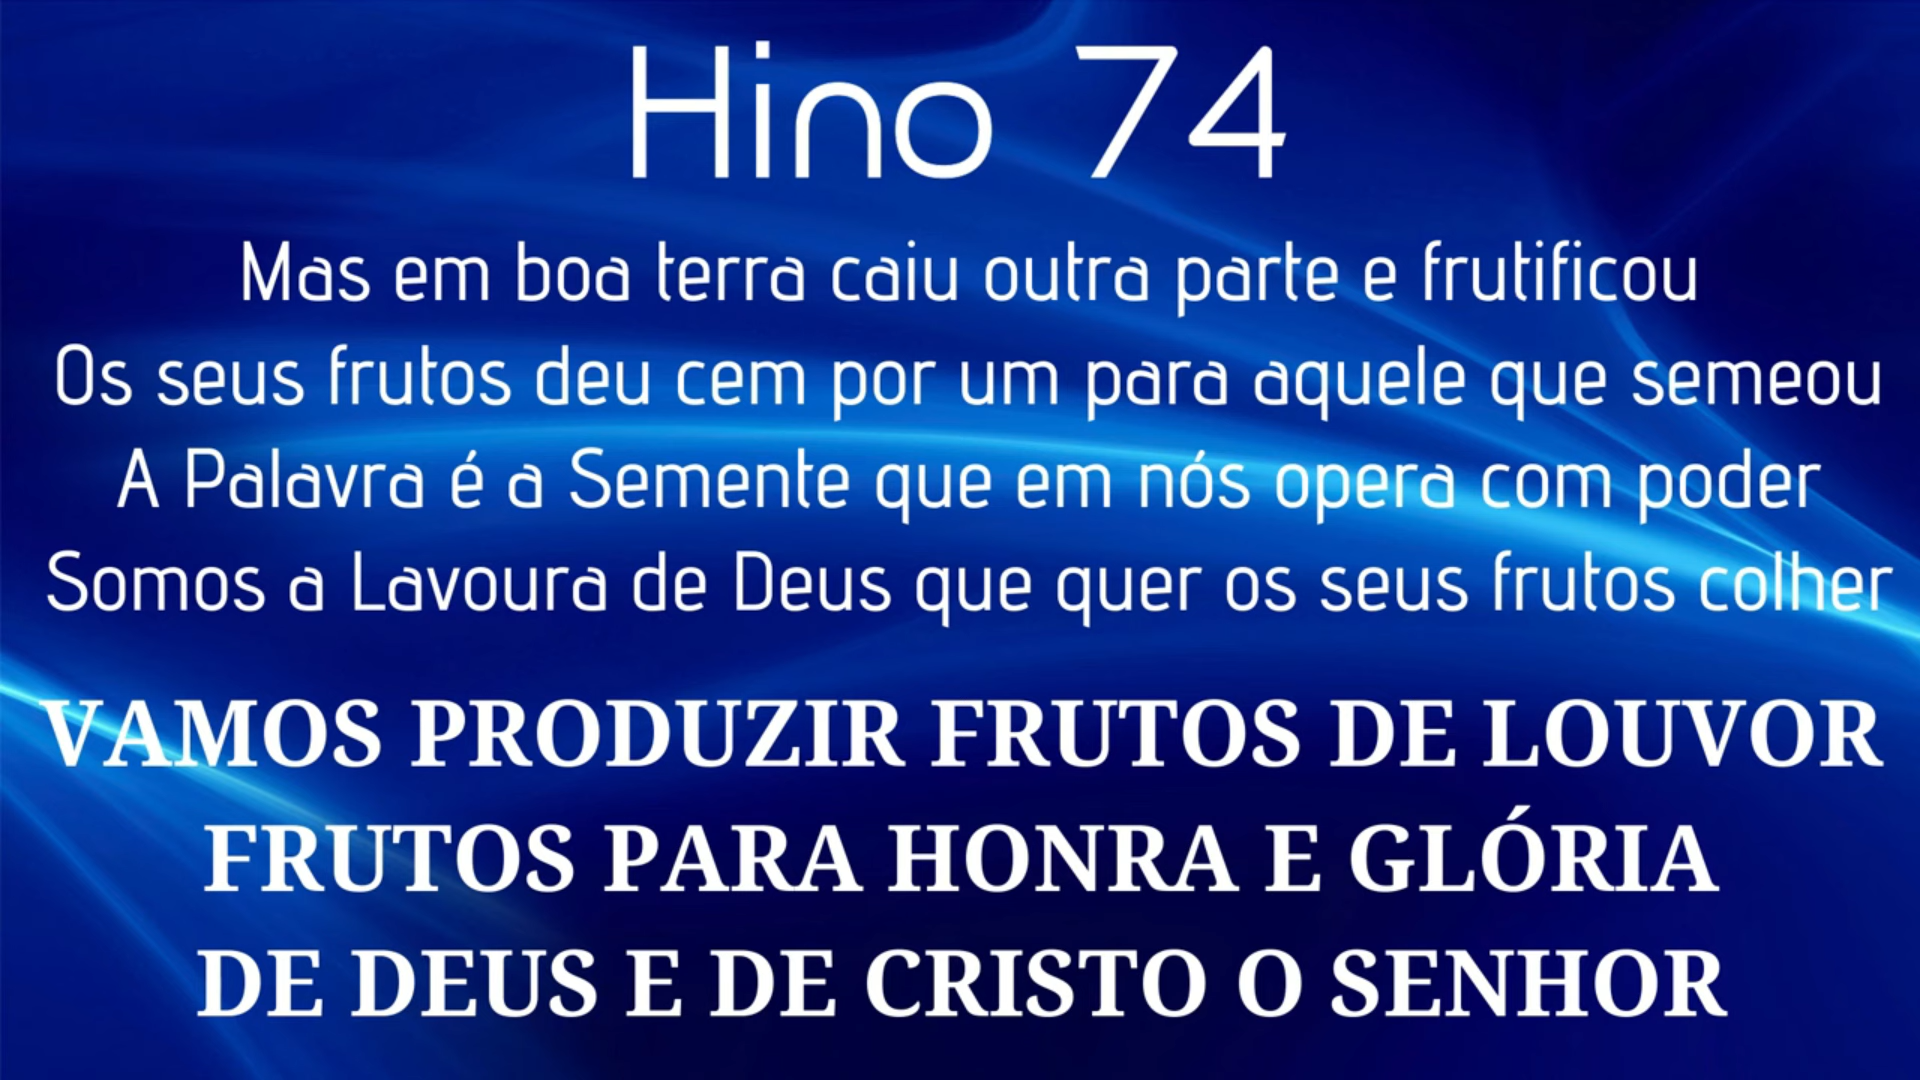 Hino 74
Mas em boa terra caiu outra parte e frutificou
Os seus frutos deu cem por um para aquele que semeou
A Palavra é a Semente que em nós opera com poder
Somos a Lavoura de Deus que quer os seus frutos colher
VAMOS PRODUZIR FRUTOS DE LOUVOR
FRUTOS PARA HONRA E GLÓRIA
DE DEUS E DE CRISTO O SENHOR